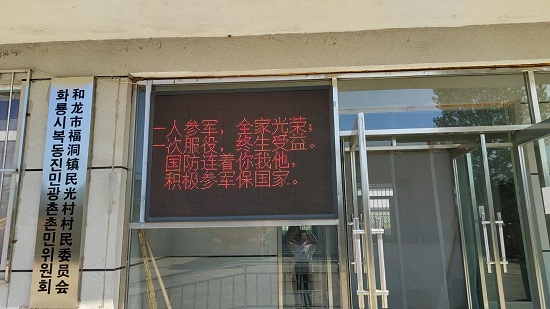 和龙市福洞镇民光村村民委员会
화룡시복동진민광촌촌민위원회
一人参军，全家光荣；
一次服役，终生受益。
国防连着你我他，
积极参军保国家。